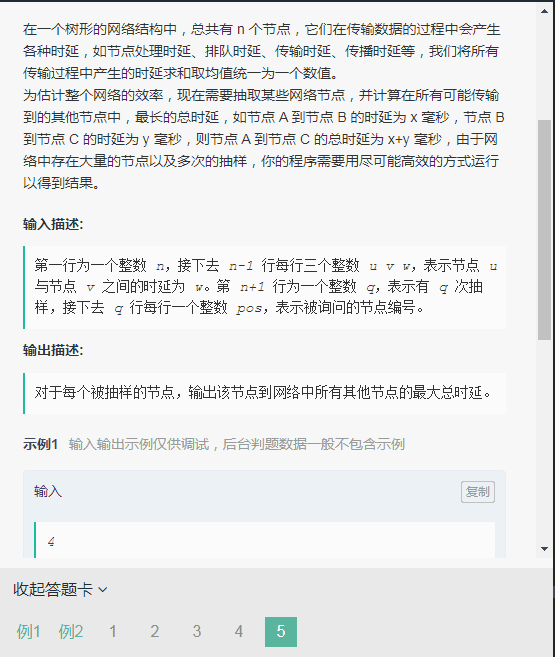 在一个树形的网络结构中，总共有 n 个节点，它们在传输数据的过程中会产生
各种时延，如节点处理时延、排队时延、传输时延、传播时延等，我们将所有
传输过程中产生的时延求和取均值统一为一个数值。
为估计整个网络的效率，现在需要抽取某些网络节点，并计算在所有可能传输
到的其他节点中，最长的总时延，如节点 A 到节点 B 的时延为 x 毫秒，节点 B
到节点 C 的时延为 y 毫秒，则节点 A 到节点 C 的总时延为 x+y 毫秒，由于网
络中存在大量的节点以及多次的抽样，你的程序需要用尽可能高效的方式运行
以得到结果。
输入描述:
第一行为一个整数 n，接下去 n-1 行每行三个整数 u v w，表示节点 u
与节点 v 之间的时延为 w。第 n+1 行为一个整数 q，表示有 q 次抽
样，接下去 q 行每行一个整数 pos，表示被询问的节点编号。
输出描述:
对于每个被抽样的节点，输出该节点到网络中所有其他节点的最大总时延。
示例1 输入输出示例仅供调试，后台判题数据一般不包含示例
输入
复制
4
收起答题卡
例1 例2 1 2 3 4 5